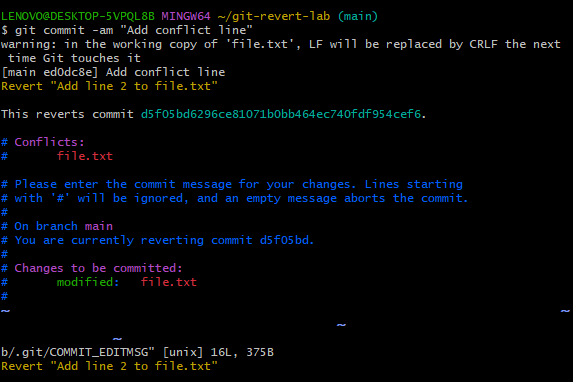 LENOVO@DESKTOP-5VPQL8B MINGW64 ~/git-revert-lab (main)
$ git commit -am "Add conflict line"
warning: in the working copy of 'file.txt', LF will be replaced by CRLF the next
 time Git touches it
[main ed0dc8e] Add conflict line
Revert "Add line 2 to file.txt"

This reverts commit d5f05bd6296ce81071b0bb464ec740fdf954cef6.

# Conflicts:
#       file.txt

# Please enter the commit message for your changes. Lines starting
# with '#' will be ignored, and an empty message aborts the commit.
#
# On branch main
# You are currently reverting commit d5f05bd.
#
# Changes to be committed:
#       modified:   file.txt
#
~ ~
~
~
b/.git/COMMIT_EDITMSG" [unix] 16L, 375B
Revert "Add line 2 to file.txt"